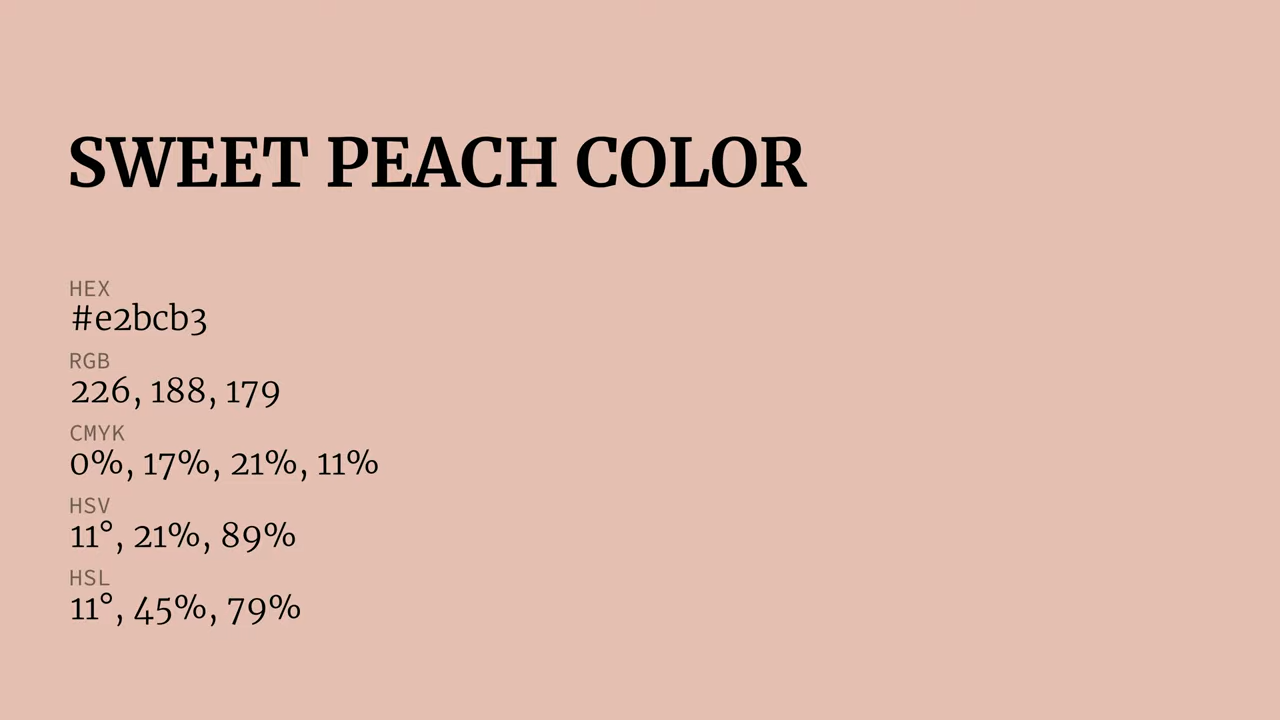 SWEET PEACH COLOR
HEX
#e2bcb3
RGB
226, 188, 179
CMYK
0%, 17%, 21%, 11%
HSV
11°, 21%, 89%
HSL
11°, 45%, 79%